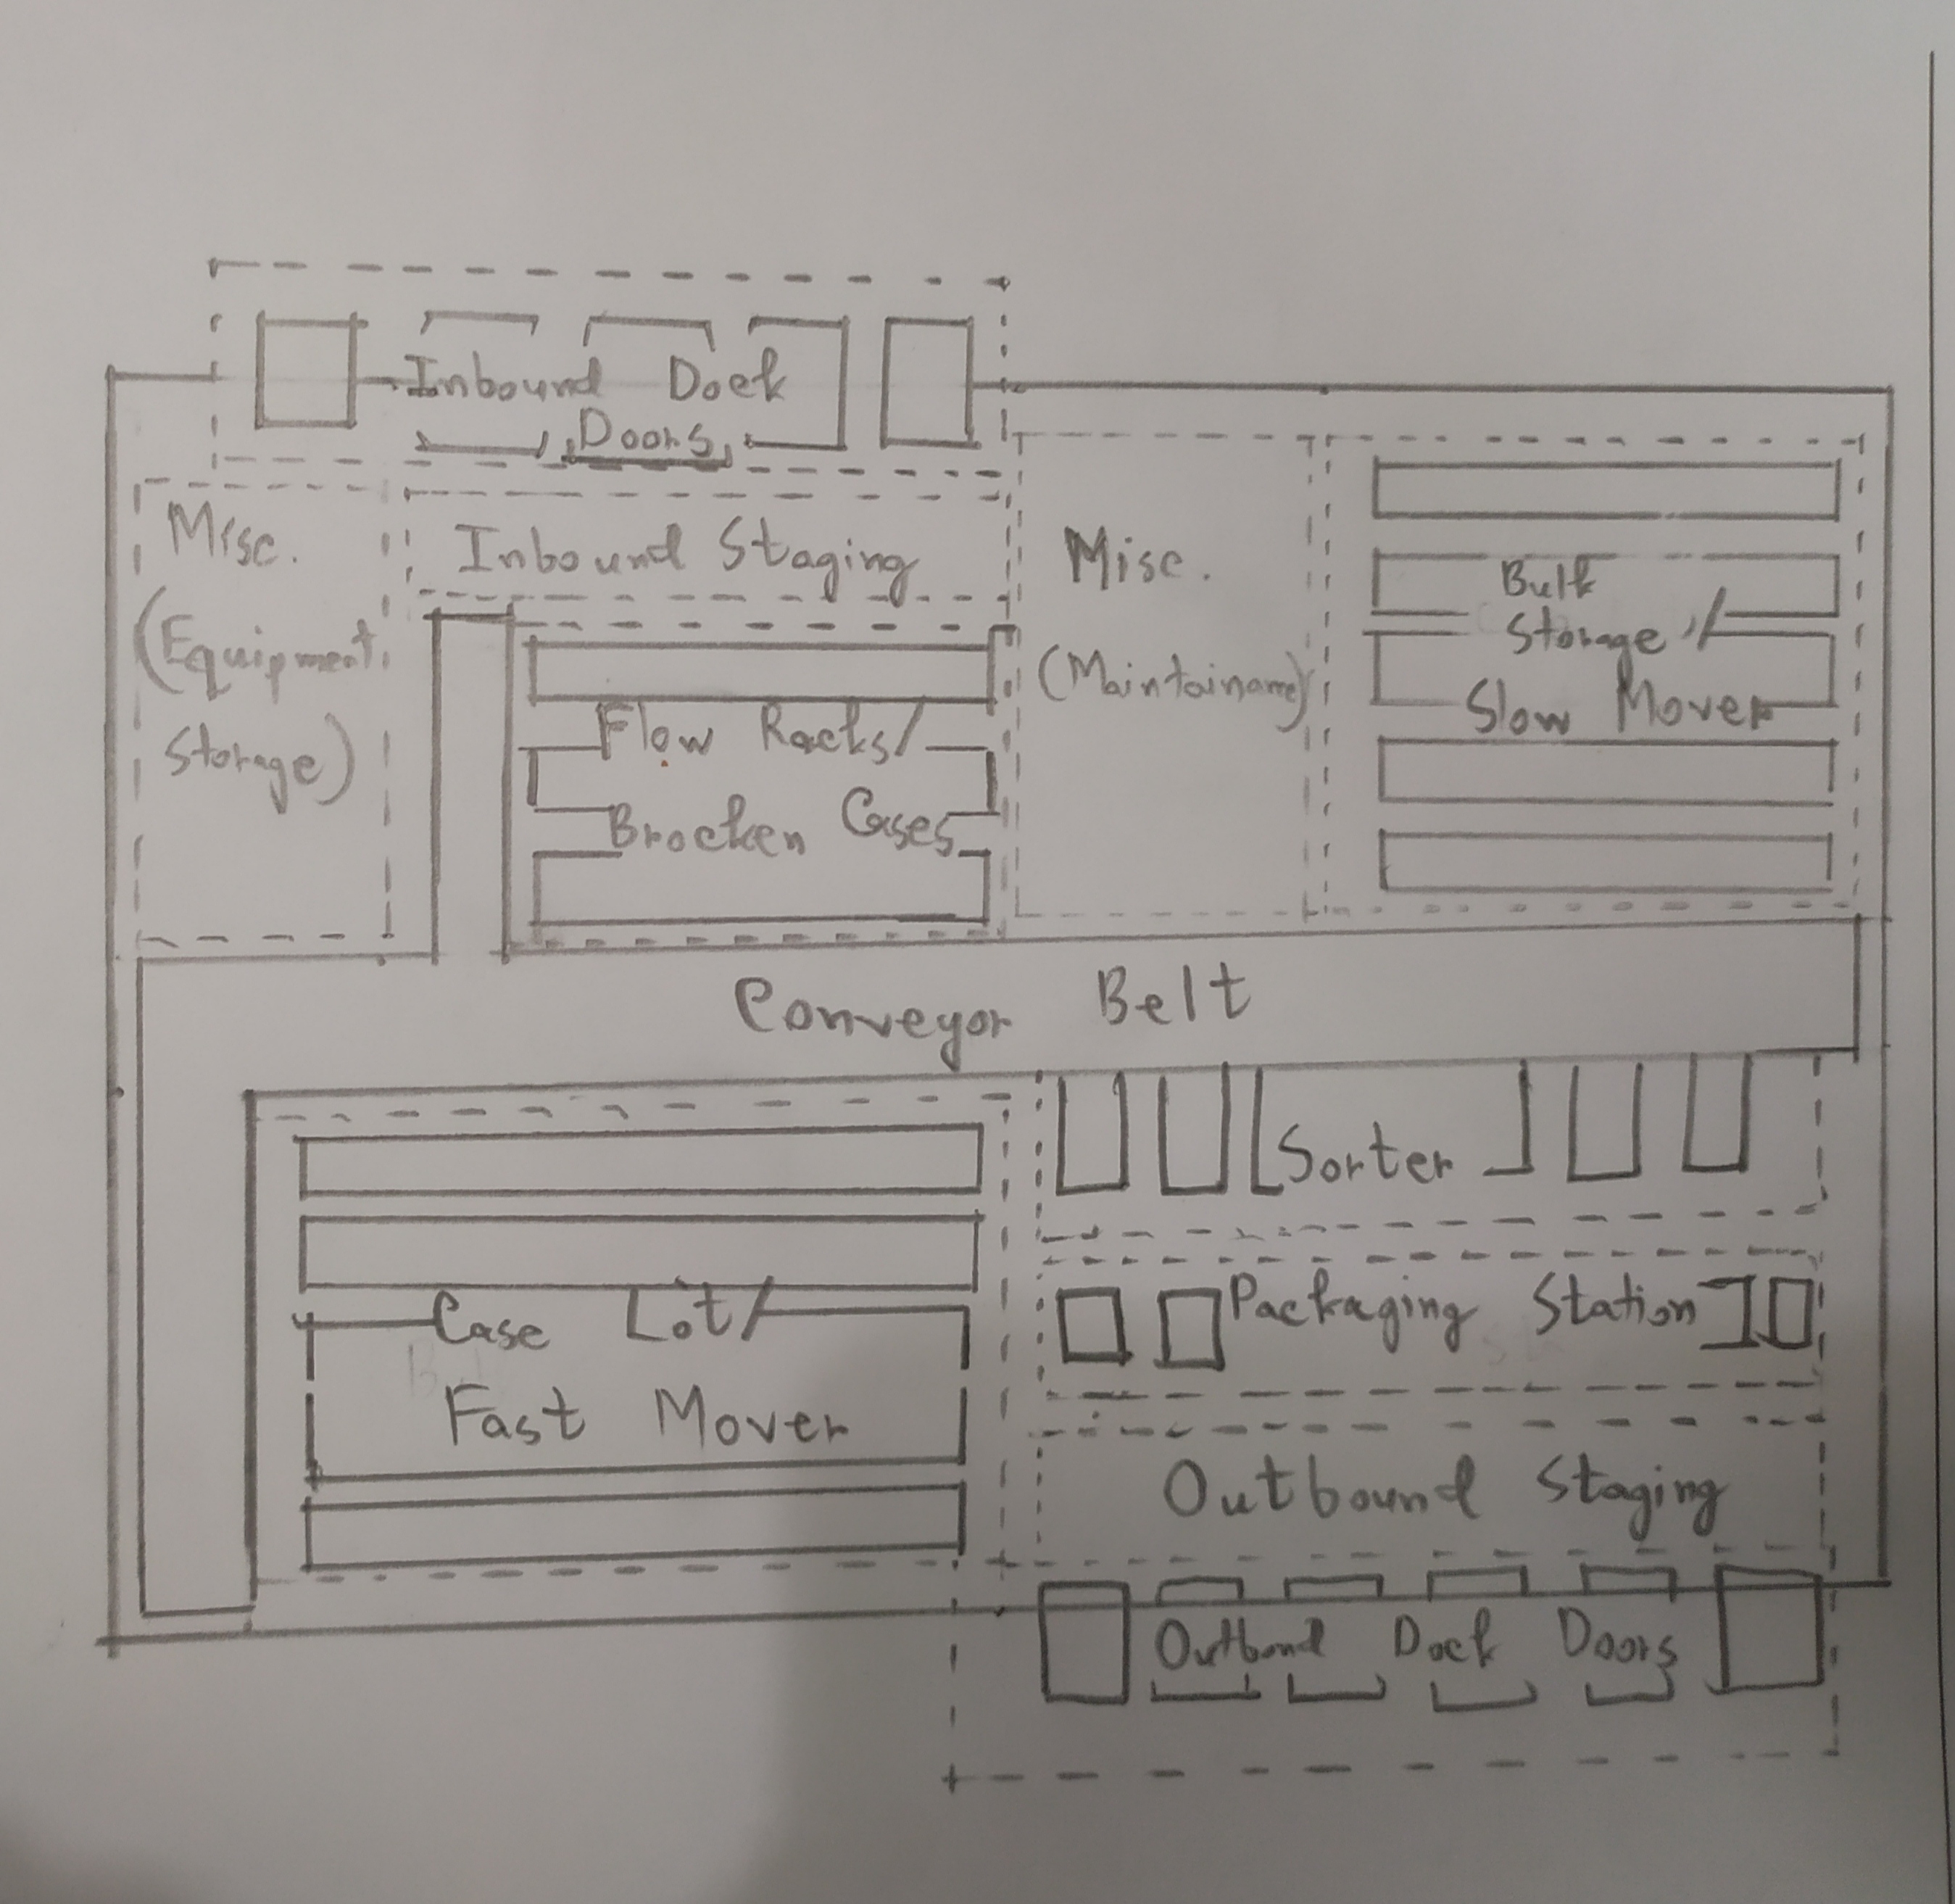 Inbound Dock
Doors
Misc.
(Equipment
Storage)
Inbound Staging
Misc.
(Maintainame)
Bulk
Storage /
Slow Mover
Flow Racks/
Brocken Cases
Conveyor Belt
Sorter
Packaging Station
Case Lot/
Fast Mover
Outbound Staging
Outbond Dock Doors